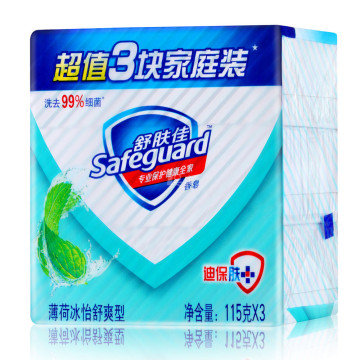 超值3块家庭装*
洗去99%细菌*
舒肤佳™
Safeguard
专业保护健康全家
香皂
迪保肤
薄荷冰怡舒爽型
净含量：115克X3